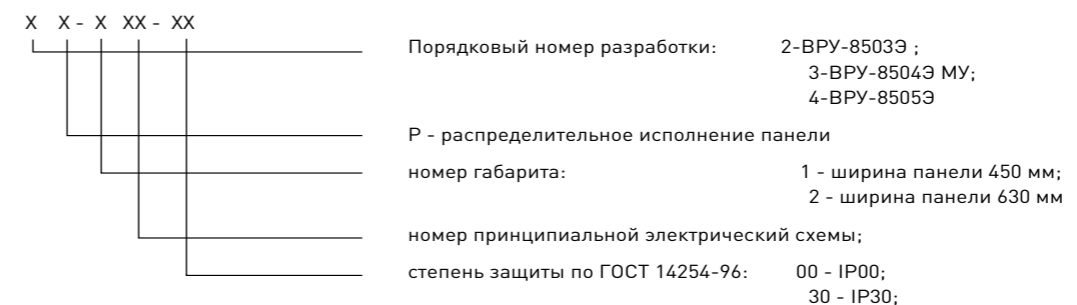 X X - X XX - XX
Порядковый номер разработки: 2-ВРУ-8503Э ;
3-ВРУ-8504Э МУ;
4-ВРУ-8505Э
Р - распределительное исполнение панели
номер габарита: 1 - ширина панели 450 мм;
2 - ширина панели 630 мм
номер принципиальной электрический схемы;
степень защиты по ГОСТ 14254-96: 00 - IP00;
30 - IP30;